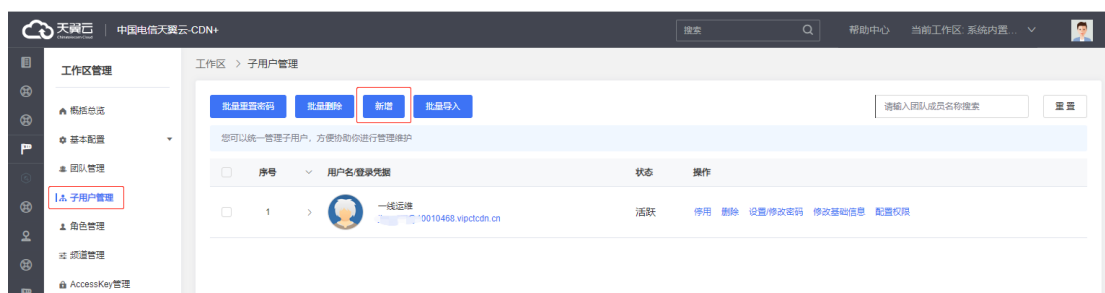 天翼云 中国电信天翼云-CDN+ 搜索 帮助中心 当前工作区: 系统内置...
工作区管理
工作区 > 子用户管理
概括总览
基本配置
团队管理
子用户管理
角色管理
频道管理
AccessKey管理
批量重置密码 批量删除 新增 批量导入 请输入团队成员名称搜索 重置
您可以统一管理子用户，方便协助你进行管理维护
序号 用户名/登录凭据 状态 操作
1 一线运维 活跃 停用 删除 设置/修改密码 修改基础信息 配置权限
10010468.vipctcdn.cn